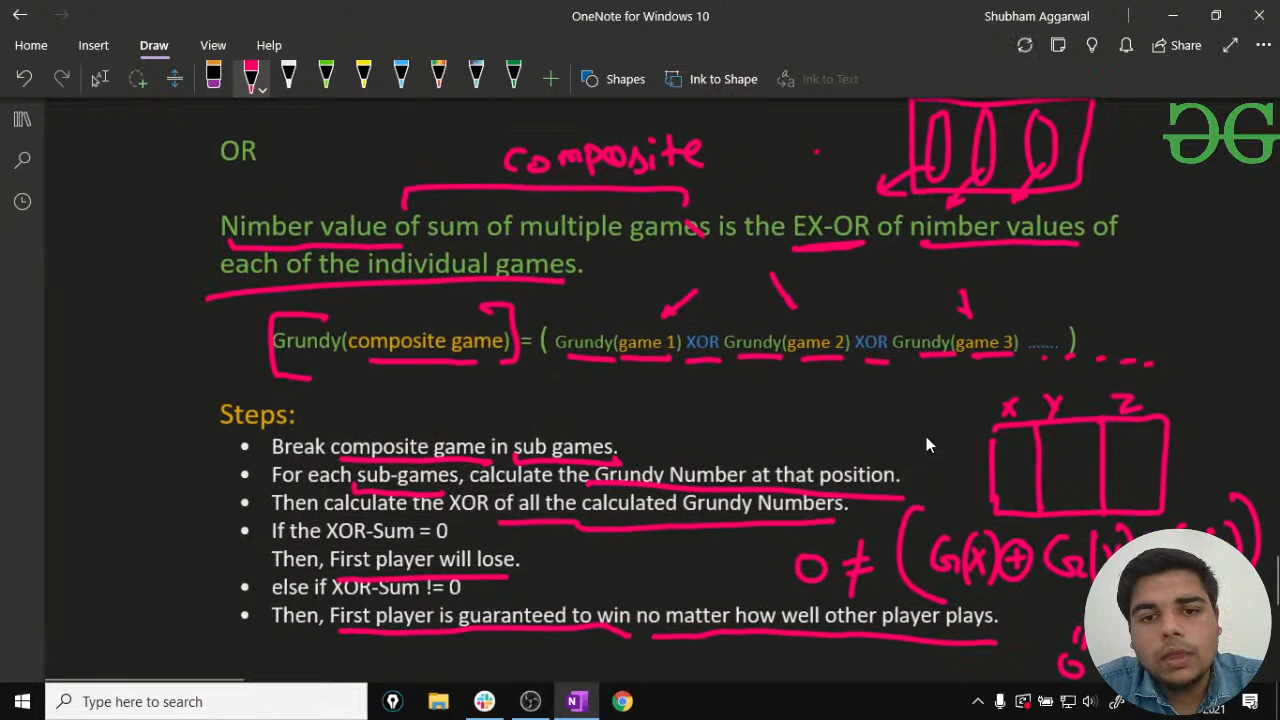 OneNote for Windows 10
Shubham Aggarwal
Home Insert Draw View Help
Share
Shapes
Ink to Shape
Ink to Text
OR
composite
Nimber value of sum of multiple games is the EX-OR of nimber values of
each of the individual games.
Grundy(composite game) = ( Grundy(game 1) XOR Grundy(game 2) XOR Grundy(game 3) ....... )
X Y Z
Steps:
• Break composite game in sub games.
• For each sub-games, calculate the Grundy Number at that position.
• Then calculate the XOR of all the calculated Grundy Numbers.
• If the XOR-Sum = 0
Then, First player will lose.
0 ≠ ( G(x) ⊕ G(y)
• else if XOR-Sum != 0
• Then, First player is guaranteed to win no matter how well other player plays.
Type here to search